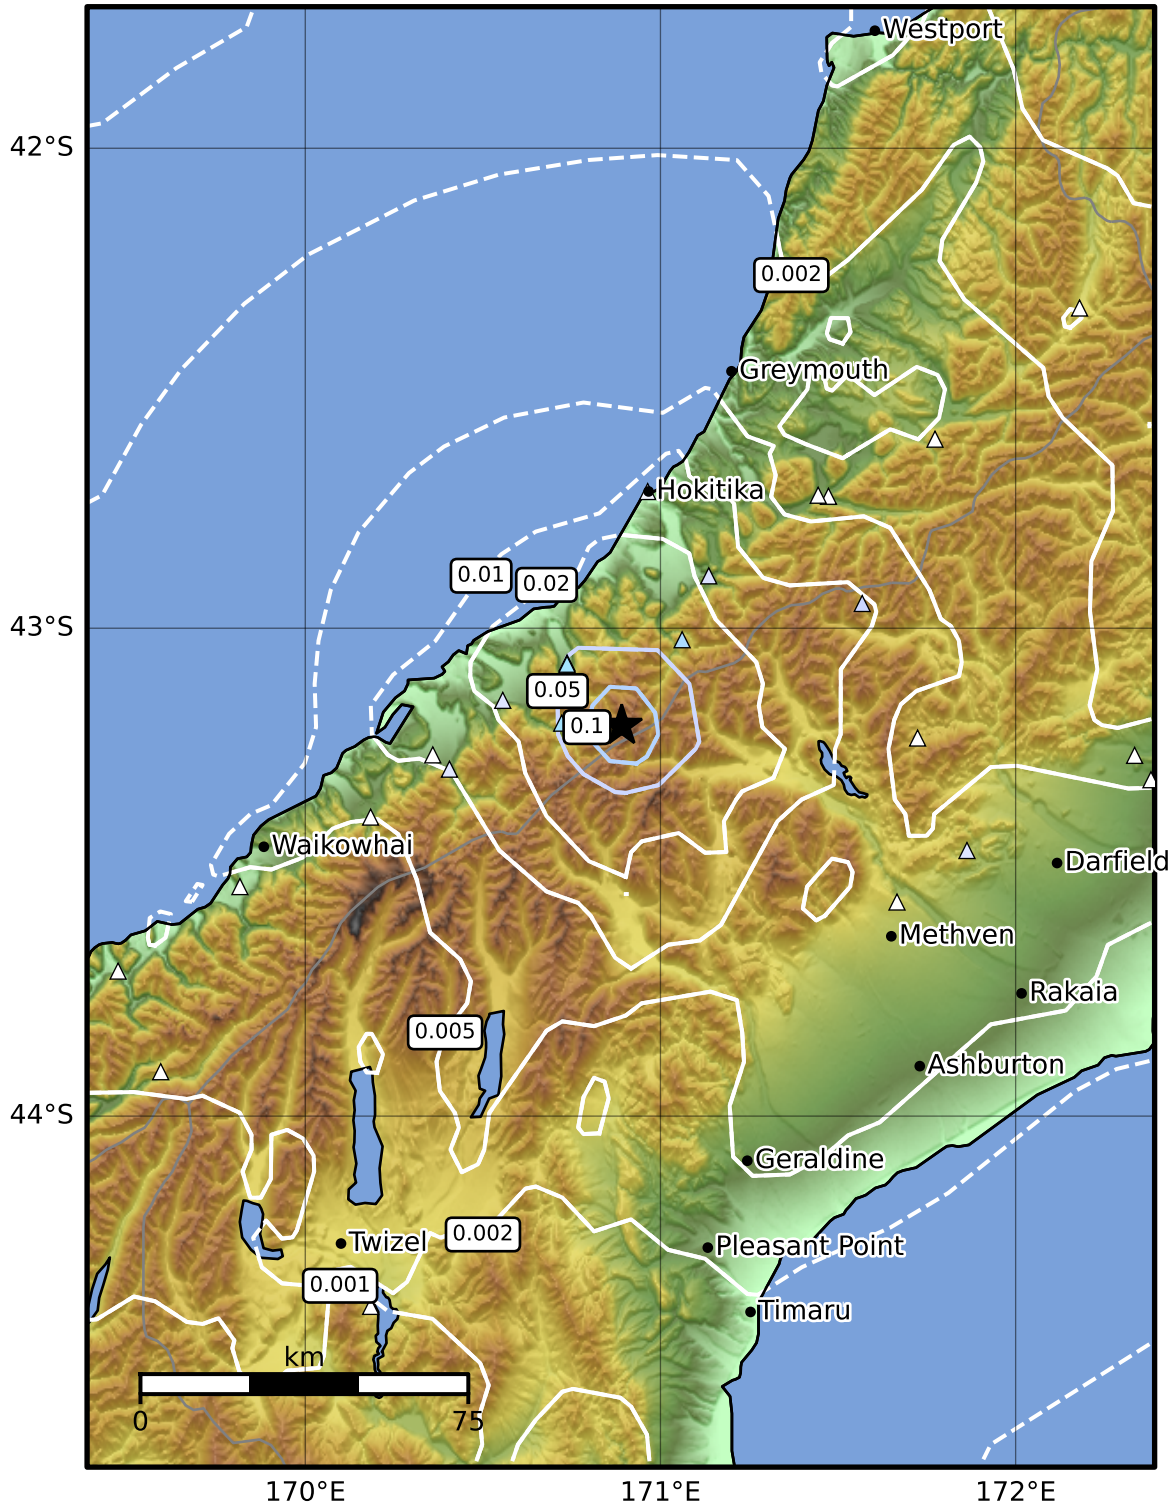 Westport
42°S
0.002
Greymouth
Hokitika
0.01
0.02
43°S
0.05
0.1
Waikowhai
Darfield
Methven
Rakaia
0.005
Ashburton
44°S
Geraldine
0.002
Twizel
Pleasant Point
0.001
Timaru
km
0
75
170°E
171°E
172°E